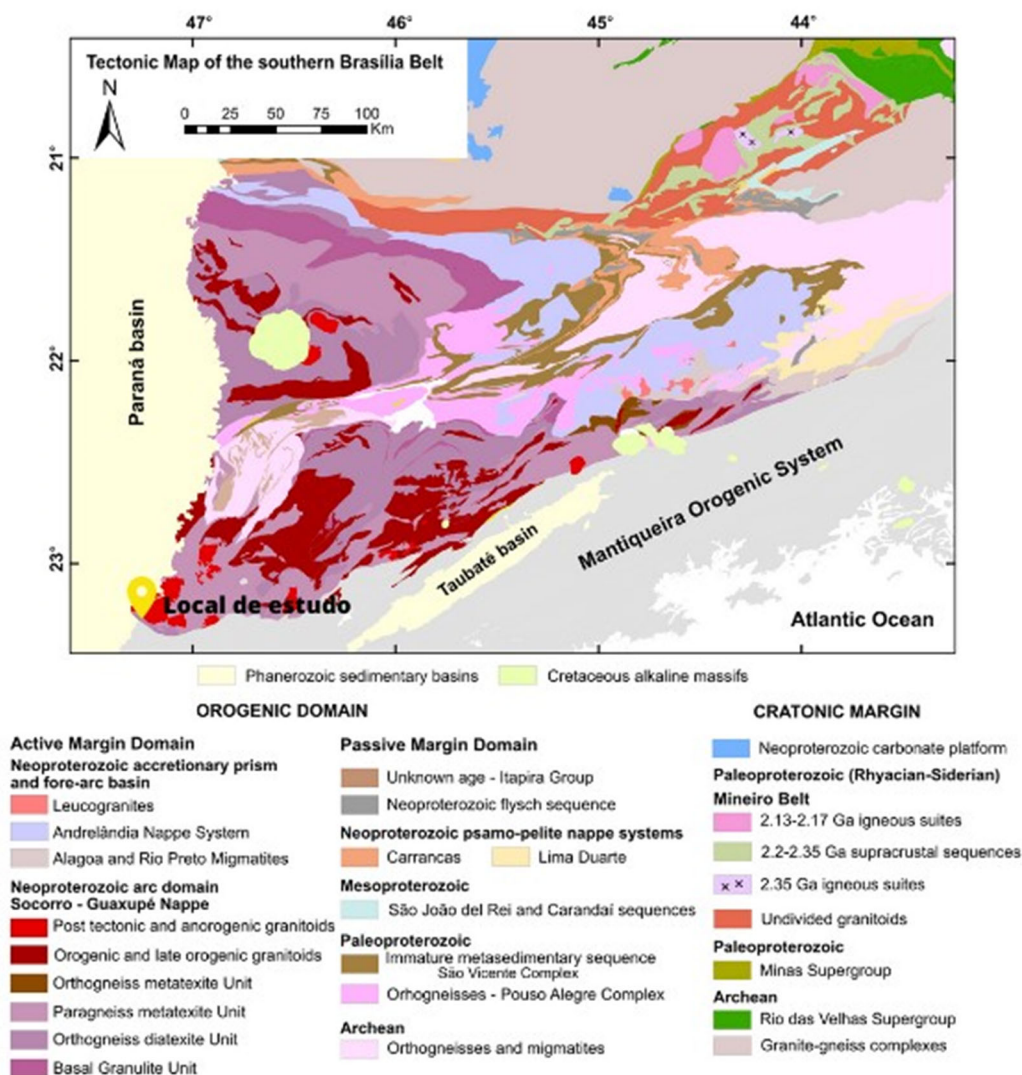 47° 46° 45° 44°
Tectonic Map of the southern Brasília Belt
N
0 25 50 75 100
Km
21°
22°
23°
Paraná basin
Taubaté basin
Mantiqueira Orogenic System
Local de estudo
Atlantic Ocean
Phanerozoic sedimentary basins
Cretaceous alkaline massifs
OROGENIC DOMAIN
Active Margin Domain
Neoproterozoic accretionary prism
and fore-arc basin
Leucogranites
Andrelândia Nappe System
Alagoa and Rio Preto Migmatites
Neoproterozoic arc domain
Socorro - Guaxupé Nappe
Post tectonic and anorogenic granitoids
Orogenic and late orogenic granitoids
Orthogneiss metatexite Unit
Paragneiss metatexite Unit
Orthogneiss diatexite Unit
Basal Granulite Unit
Passive Margin Domain
Unknown age - Itapira Group
Neoproterozoic flysch sequence
Neoproterozoic psamo-pelite nappe systems
Carrancas
Lima Duarte
Mesoproterozoic
São João del Rei and Carandaí sequences
Paleoproterozoic
Immature metasedimentary sequence
São Vicente Complex
Orhogneisses - Pouso Alegre Complex
Archean
Orthogneisses and migmatites
CRATONIC MARGIN
Neoproterozoic carbonate platform
Paleoproterozoic (Rhyacian-Siderian)
Mineiro Belt
2.13-2.17 Ga igneous suites
2.2-2.35 Ga supracrustal sequences
2.35 Ga igneous suites
Undivided granitoids
Paleoproterozoic
Minas Supergroup
Archean
Rio das Velhas Supergroup
Granite-gneiss complexes